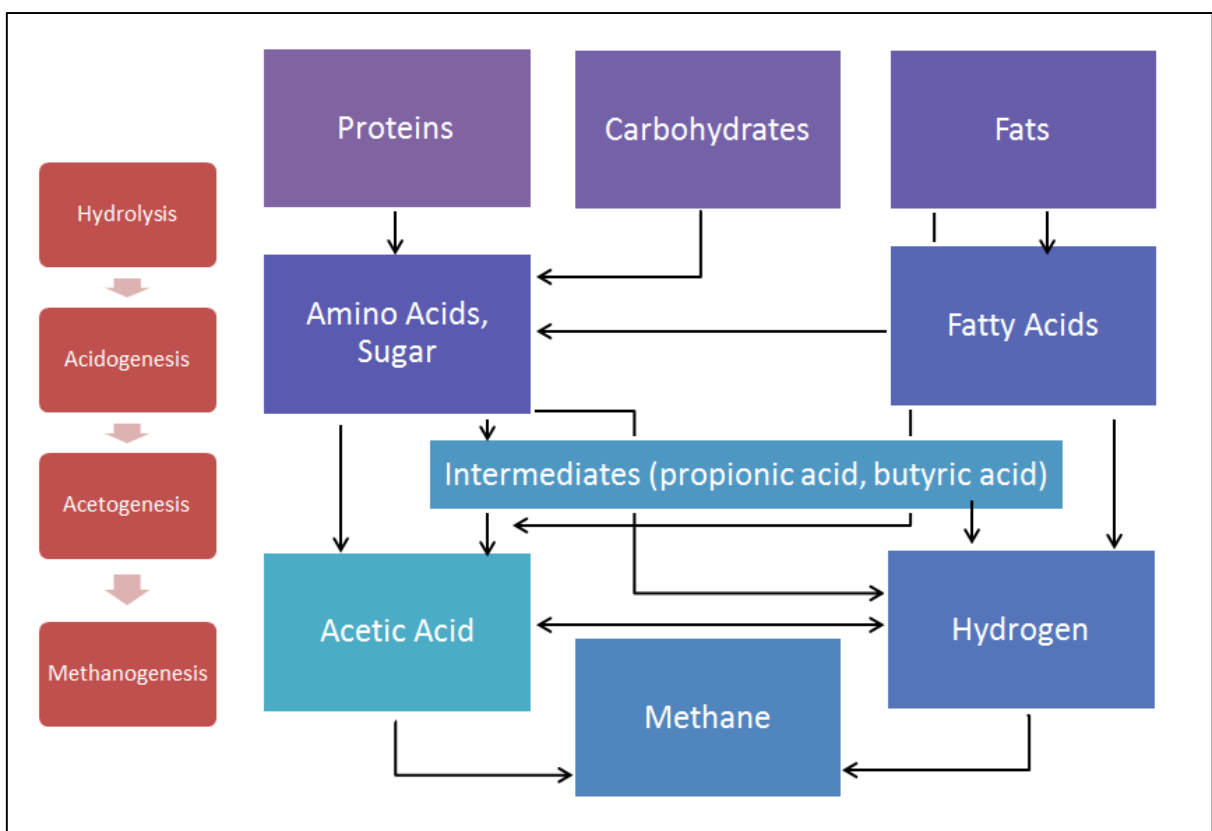 Proteins
Carbohydrates
Fats
Hydrolysis
Amino Acids,
Sugar
Fatty Acids
Acidogenesis
Intermediates (propionic acid, butyric acid)
Acetogenesis
Acetic Acid
Hydrogen
Methanogenesis
Methane